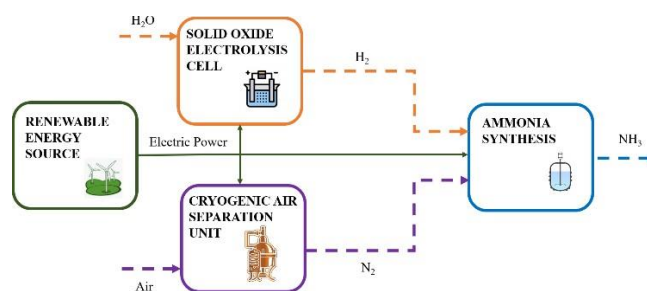 H₂O
SOLID OXIDE
ELECTROLYSIS
CELL
H₂
RENEWABLE
ENERGY
SOURCE
Electric Power
AMMONIA
SYNTHESIS
NH₃
CRYOGENIC AIR
SEPARATION
UNIT
N₂
Air